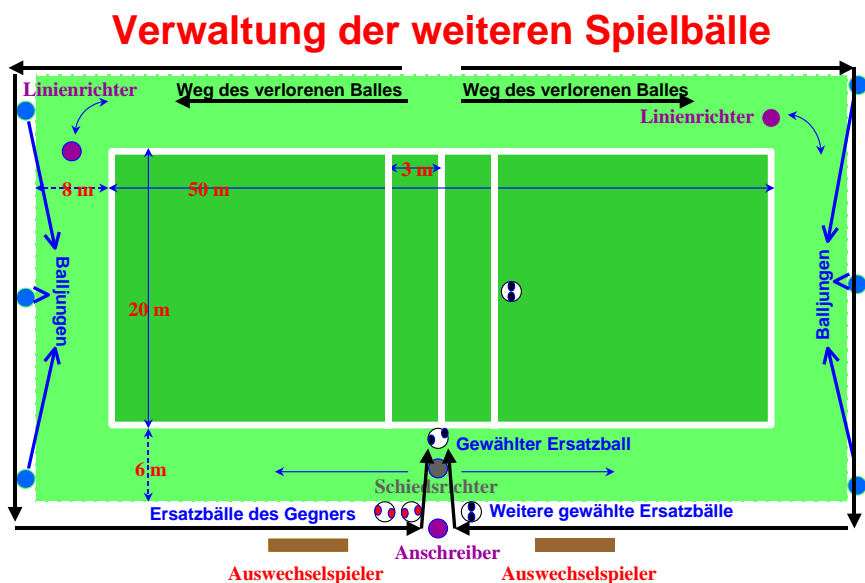 Verwaltung der weiteren Spielbälle
Linienrichter
Weg des verlorenen Balles
Weg des verlorenen Balles
Linienrichter
8 m
50 m
3 m
Balljungen
20 m
Balljungen
Gewählter Ersatzball
6 m
Schiedsrichter
Ersatzbälle des Gegners
Weitere gewählte Ersatzbälle
Anschreiber
Auswechselspieler
Auswechselspieler